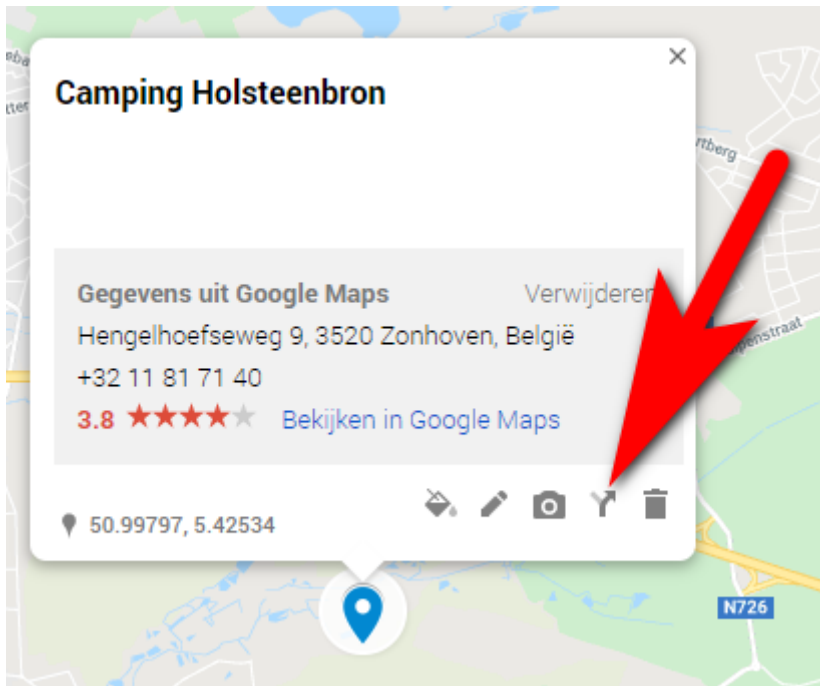 Camping Holsteenbron
rtberg
Gegevens uit Google Maps
Hengelhoefseweg 9, 3520 Zonhoven, België
+32 11 81 71 40
3.8
Bekijken in Google Maps
50.99797, 5.42534
N726